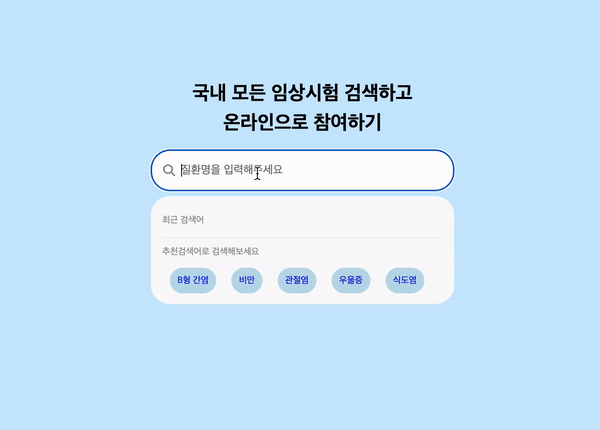 국내 모든 임상시험 검색하고
온라인으로 참여하기
질환명을 입력해주세요
최근 검색어
추천검색어로 검색해보세요
B형 간염 비만 관절염 우울증 식도염